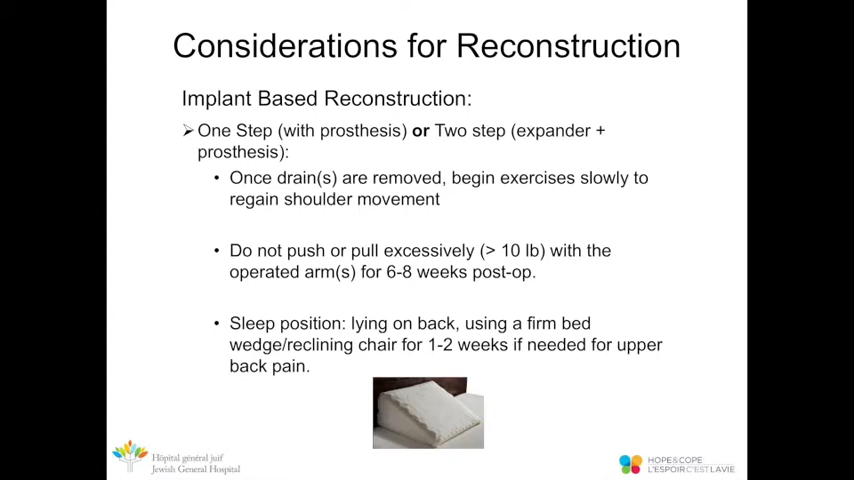 Considerations for Reconstruction
Implant Based Reconstruction:
➢ One Step (with prosthesis) or Two step (expander +
prosthesis):
• Once drain(s) are removed, begin exercises slowly to
regain shoulder movement
• Do not push or pull excessively (> 10 lb) with the
operated arm(s) for 6-8 weeks post-op.
• Sleep position: lying on back, using a firm bed
wedge/reclining chair for 1-2 weeks if needed for upper
back pain.
Hôpital général juif
Jewish General Hospital
HOPE&COPE
L'ESPOIR C'EST LA VIE